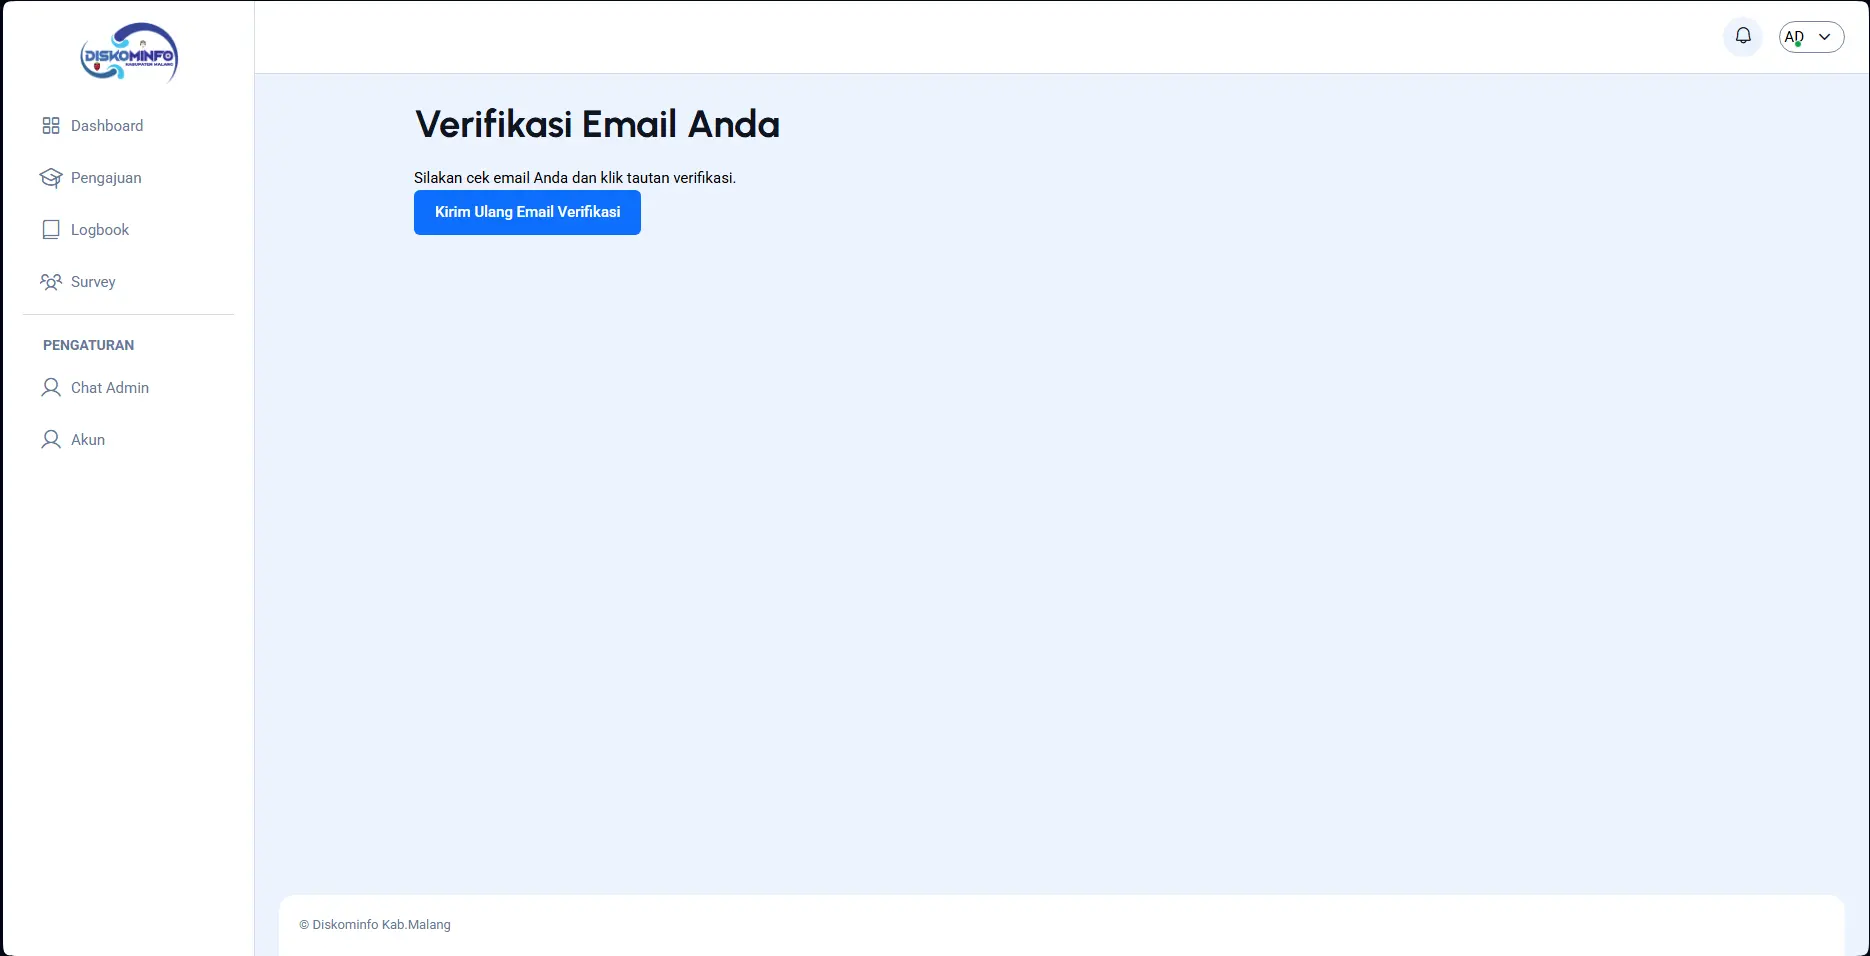 DISKOMINFO
KABUPATEN MALANG
AD
Dashboard
Pengajuan
Logbook
Survey
PENGATURAN
Chat Admin
Akun
Verifikasi Email Anda
Silakan cek email Anda dan klik tautan verifikasi.
Kirim Ulang Email Verifikasi
© Diskominfo Kab.Malang